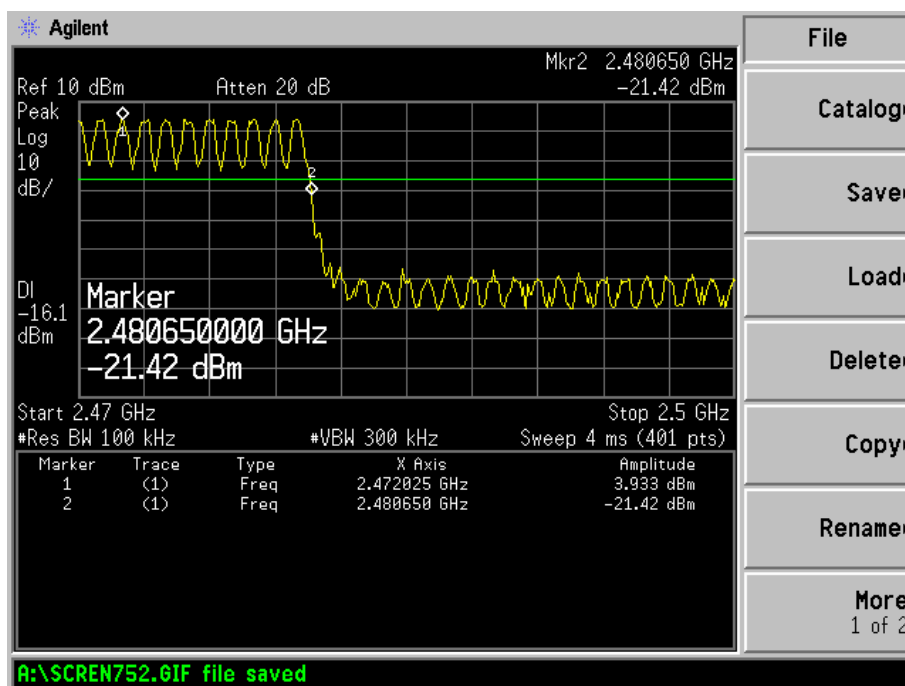 Agilent
Mkr2 2.480650 GHz
Ref 10 dBm Atten 20 dB -21.42 dBm
Peak
Log
10
dB/
1
2
DI
-16.1
dBm
Marker
2.480650000 GHz
-21.42 dBm
Start 2.47 GHz Stop 2.5 GHz
#Res BW 100 kHz #VBW 300 kHz Sweep 4 ms (401 pts)
Marker Trace Type X Axis Amplitude
1 (1) Freq 2.472025 GHz 3.933 dBm
2 (1) Freq 2.480650 GHz -21.42 dBm
A:\SCREN752.GIF file saved
File
Catalog
Save
Load
Delete
Copy
Rename
More
1 of 2